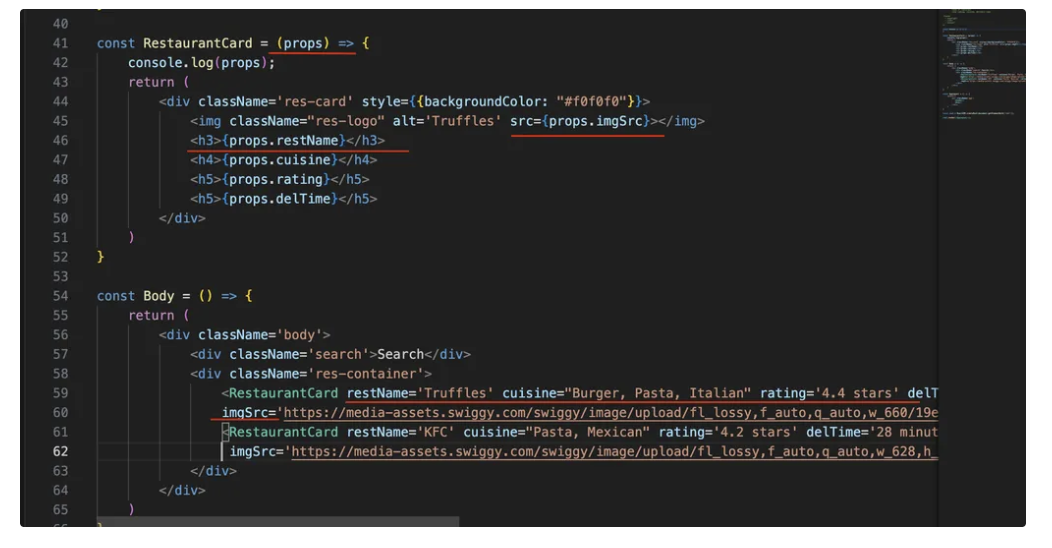 40
41 const RestaurantCard = (props) => {
42 console.log(props);
43 return (
44 <div className='res-card' style={{backgroundColor: "#f0f0f0"}}>
45 <img className="res-logo" alt='Truffles' src={props.imgSrc}></img>
46 <h3>{props.restName}</h3>
47 <h4>{props.cuisine}</h4>
48 <h5>{props.rating}</h5>
49 <h5>{props.delTime}</h5>
50 </div>
51 )
52 }
53
54 const Body = () => {
55 return (
56 <div className='body'>
57 <div className='search'>Search</div>
58 <div className='res-container'>
59 <RestaurantCard restName='Truffles' cuisine="Burger, Pasta, Italian" rating='4.4 stars' delT
60 imgSrc='https://media-assets.swiggy.com/swiggy/image/upload/fl_lossy,f_auto,q_auto,w_660/19e
61 <RestaurantCard restName='KFC' cuisine="Pasta, Mexican" rating='4.2 stars' delTime='28 minut
62 imgSrc='https://media-assets.swiggy.com/swiggy/image/upload/fl_lossy,f_auto,q_auto,w_628,h_
63 </div>
64 </div>
65 )